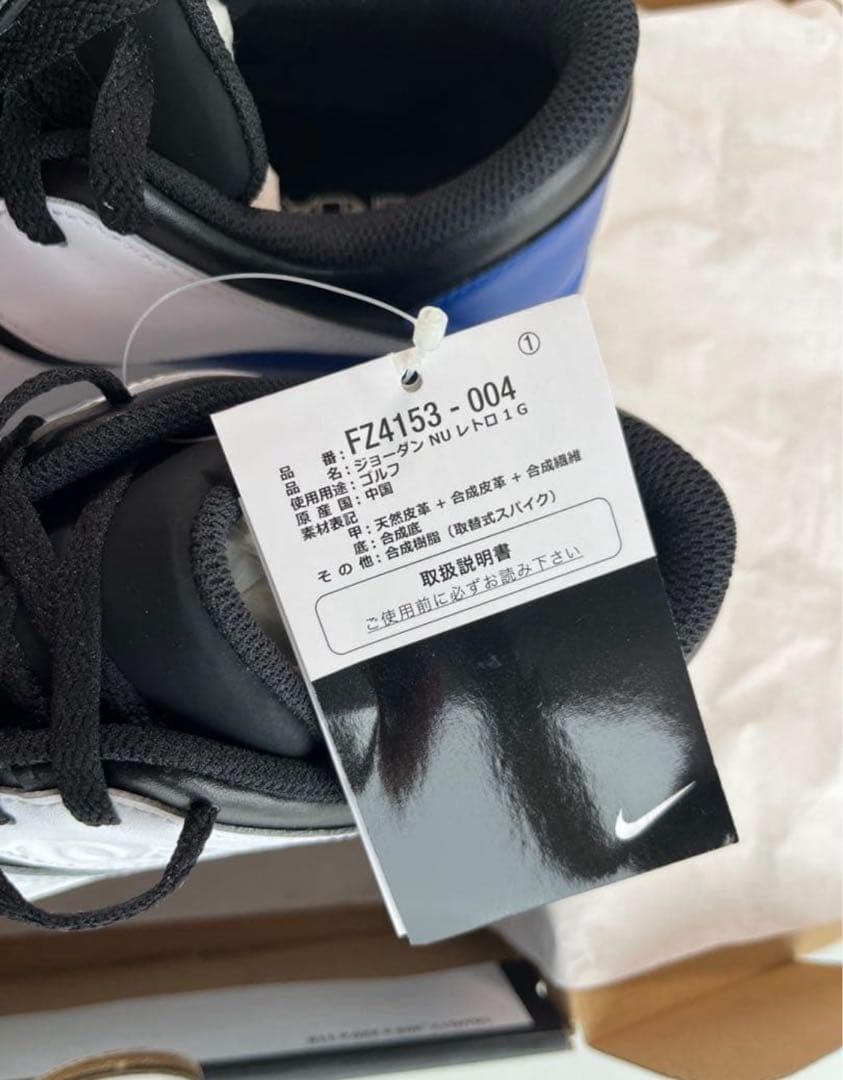 ①
品番：FZ4153 - 004
品名：ジョーダン NU レトロ 1 G
使用用途：ゴルフ
原産国：中国
素材表記
甲：天然皮革 + 合成皮革 + 合成繊維
底：合成底
その他：合成樹脂（取替式スパイク）
取扱説明書
ご使用前に必ずお読み下さい